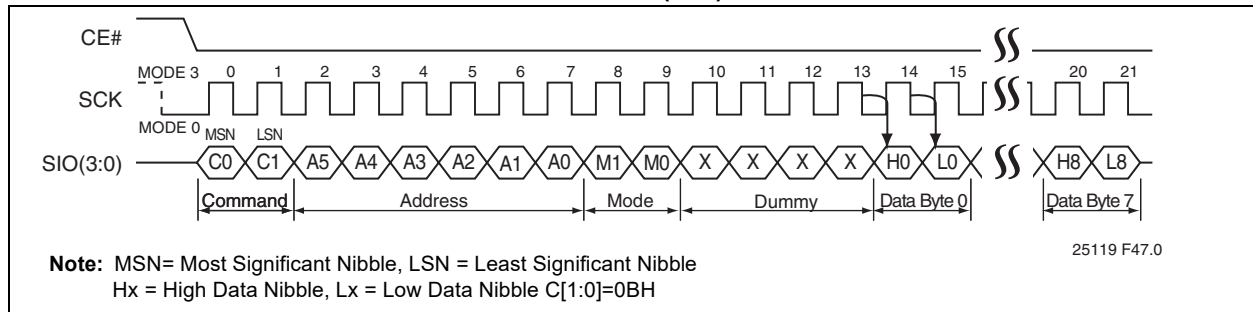 CE#
MODE 3 0 1 2 3 4 5 6 7 8 9 10 11 12 13 14 15 20 21
SCK
MODE 0
MSN LSN
SIO(3:0) C0 C1 A5 A4 A3 A2 A1 A0 M1 M0 X X X X H0 L0 H8 L8
Command Address Mode Dummy Data Byte 0 Data Byte 7
25119 F47.0
Note: MSN= Most Significant Nibble, LSN = Least Significant Nibble
Hx = High Data Nibble, Lx = Low Data Nibble C[1:0]=0BH